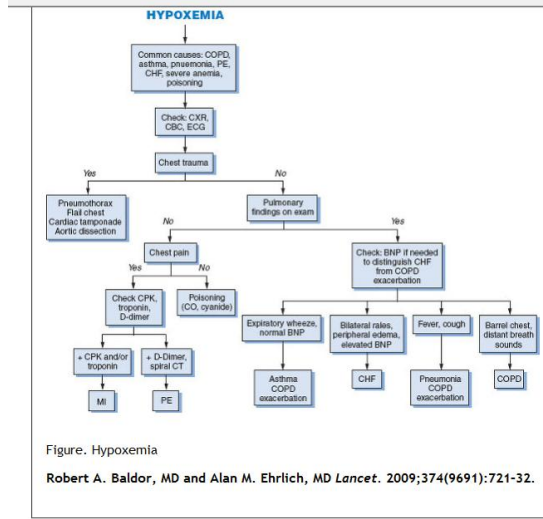 HYPOXEMIA
Common causes: COPD,
asthma, pnuemonia, PE,
CHF, severe anemia,
poisoning
Check: CXR,
CBC, ECG
Chest trauma
Yes
No
Pneumothorax
Flail chest
Cardiac tamponade
Aortic dissection
Pulmonary
findings on exam
No
Yes
Chest pain
Yes
No
Check: BNP if needed
to distinguish CHF
from COPD
exacerbation
Check CPK,
troponin,
D-dimer
Poisoning
(CO, cyanide)
Expiratory wheeze,
normal BNP
Bilateral rales,
peripheral edema,
elevated BNP
Fever, cough
Barrel chest,
distant breath
sounds
+ CPK and/or
troponin
+ D-Dimer,
spiral CT
Asthma
COPD
exacerbation
CHF
Pneumonia
COPD
exacerbation
COPD
MI
PE
Figure. Hypoxemia
Robert A. Baldor, MD and Alan M. Ehrlich, MD Lancet. 2009;374(9691):721-32.